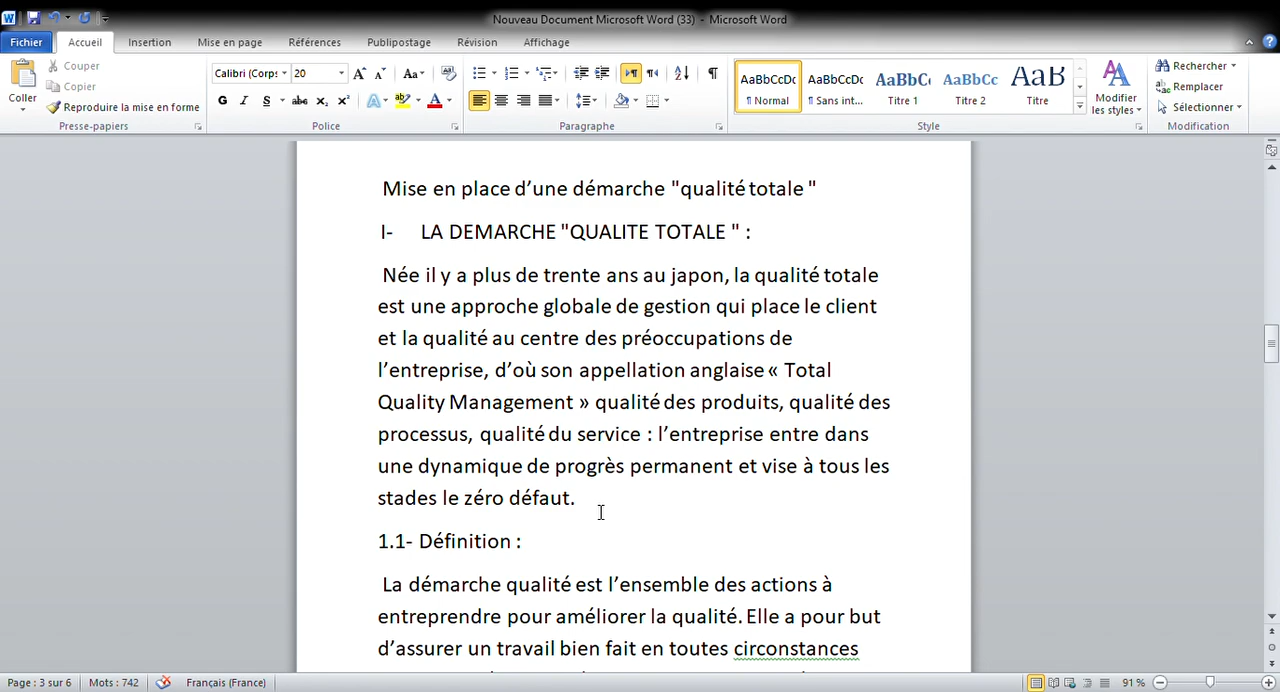 Nouveau Document Microsoft Word (33) - Microsoft Word
Fichier Accueil Insertion Mise en page Références Publipostage Révision Affichage
Coller
Couper
Copier
Reproduire la mise en forme
Presse-papiers
Calibri (Corps 20
G I S abc x₂ x²
Police
Paragraphe
AaBbCcDc AaBbCcDc AaBbC AaBbCc AaB
¶ Normal ¶ Sans int... Titre 1 Titre 2 Titre
Modifier
les styles
Style
Rechercher
Remplacer
Sélectionner
Modification
Mise en place d’une démarche "qualité totale "
I- LA DEMARCHE "QUALITE TOTALE " :
Née il y a plus de trente ans au japon, la qualité totale
est une approche globale de gestion qui place le client
et la qualité au centre des préoccupations de
l’entreprise, d’où son appellation anglaise « Total
Quality Management » qualité des produits, qualité des
processus, qualité du service : l’entreprise entre dans
une dynamique de progrès permanent et vise à tous les
stades le zéro défaut.
1.1- Définition :
La démarche qualité est l’ensemble des actions à
entreprendre pour améliorer la qualité. Elle a pour but
d’assurer un travail bien fait en toutes circonstances
Page : 3 sur 6 Mots : 742 Français (France) 91 %